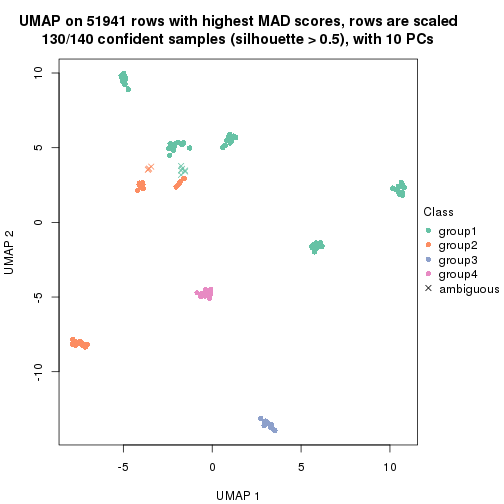 UMAP on 51941 rows with highest MAD scores, rows are scaled
130/140 confident samples (silhouette > 0.5), with 10 PCs
10
5
0
-5
-10
UMAP 2
-5
0
5
10
UMAP 1
Class
group1
group2
group3
group4
ambiguous